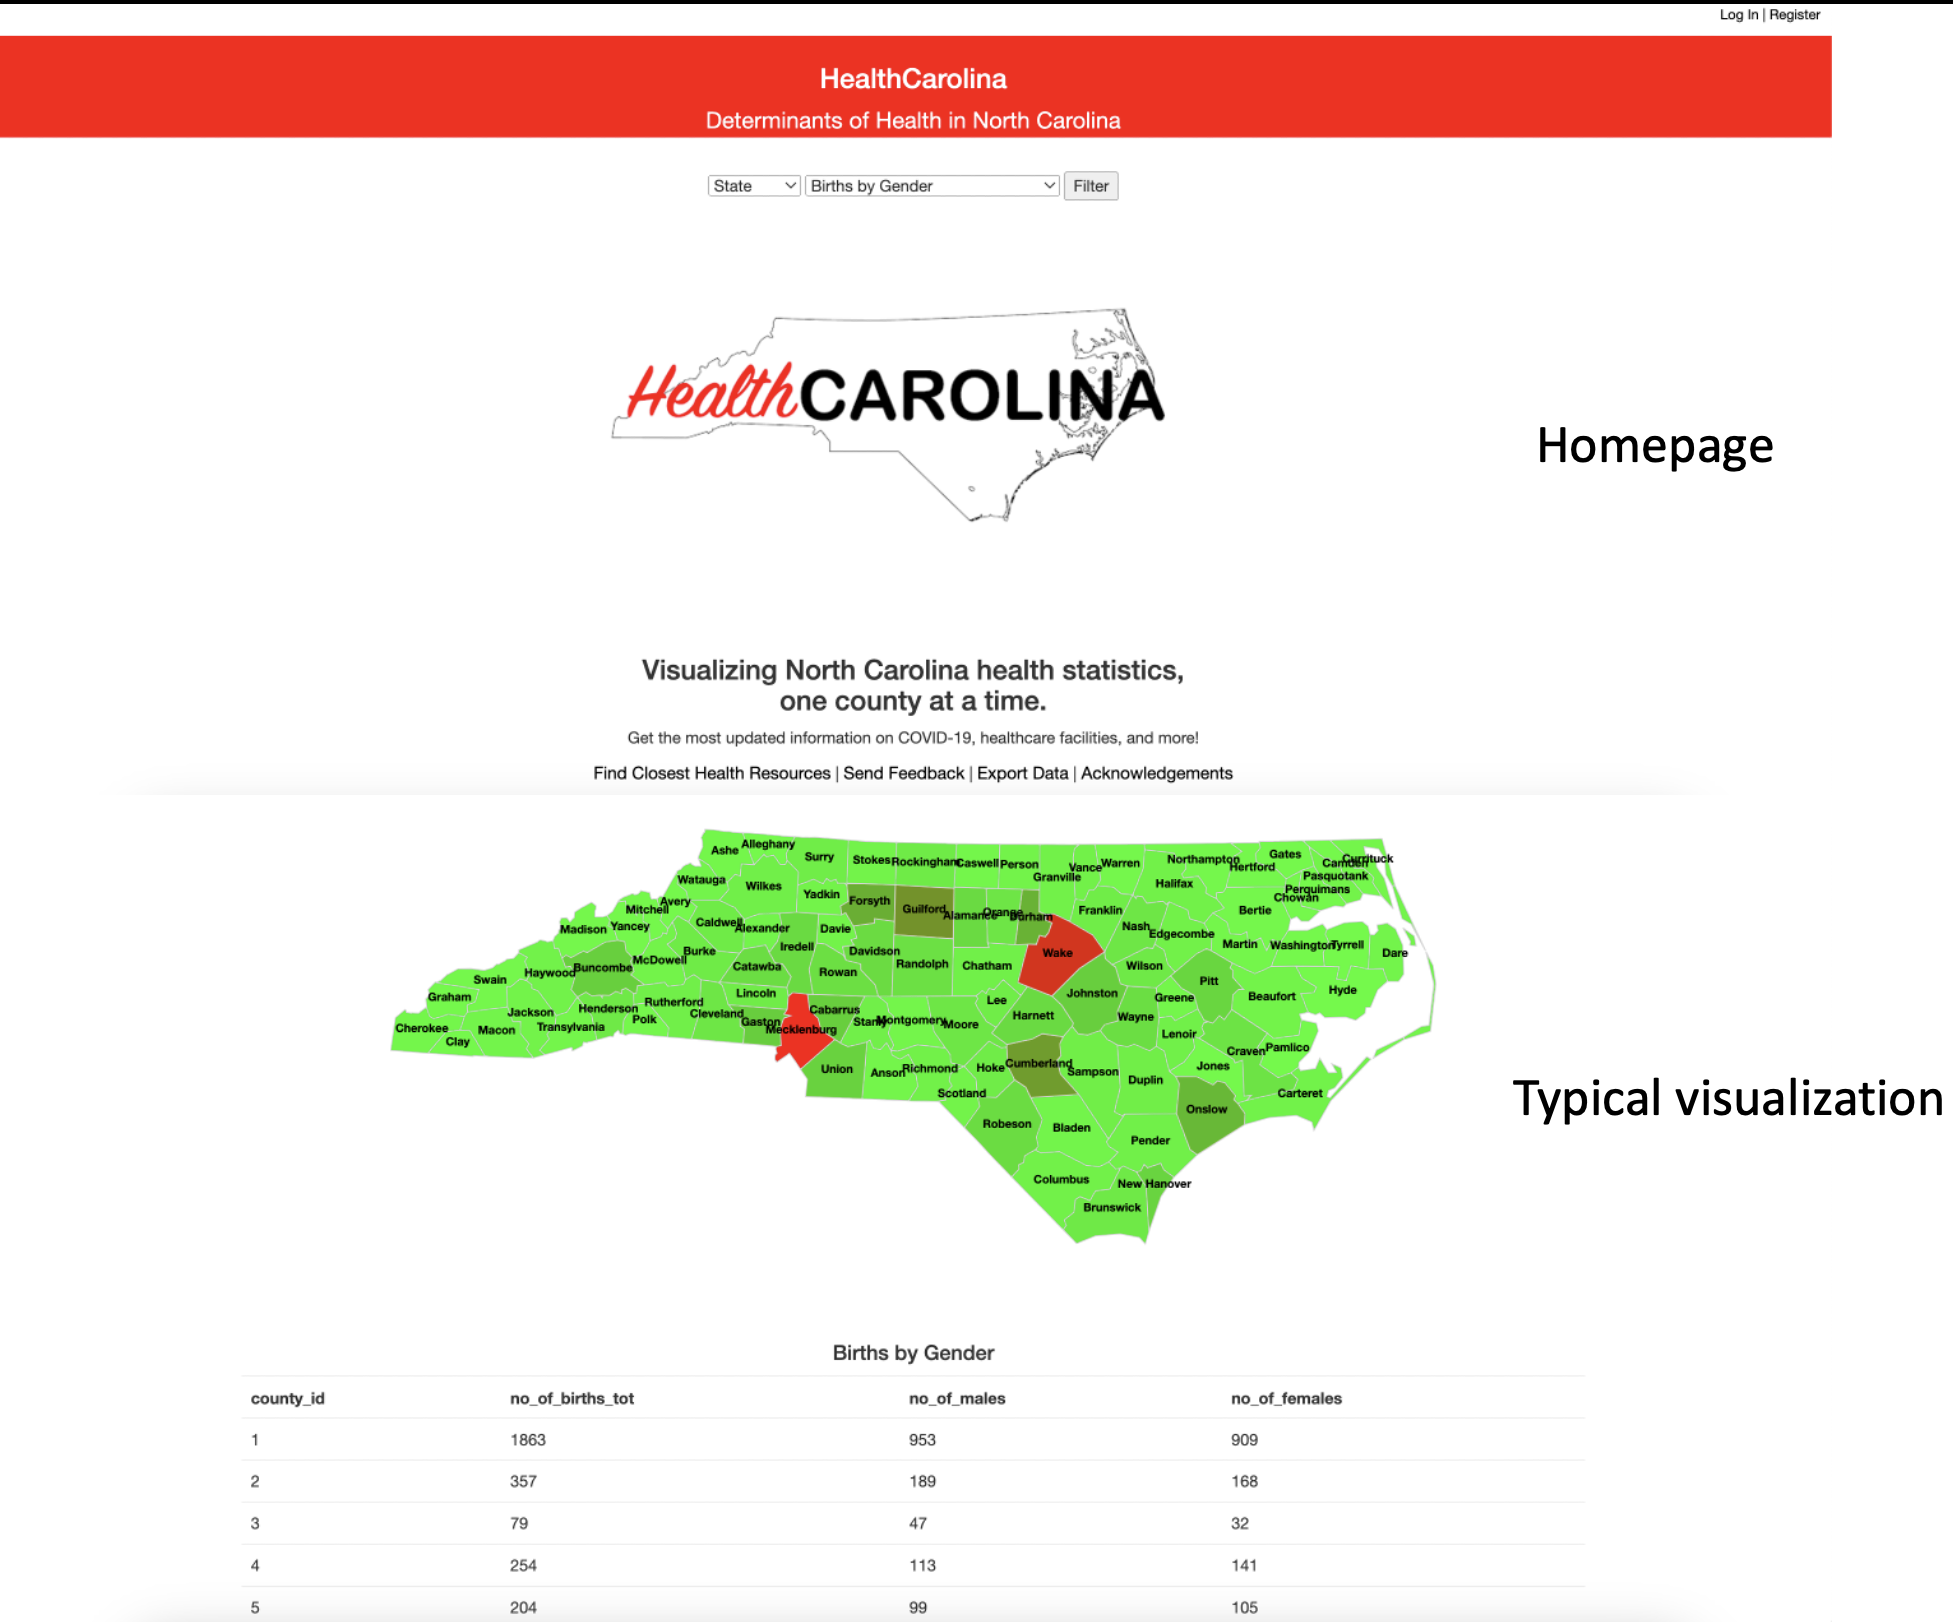 Log In | Register
HealthCarolina
Determinants of Health in North Carolina
State Births by Gender Filter
HealthCAROLINA
Homepage
Visualizing North Carolina health statistics,
one county at a time.
Get the most updated information on COVID-19, healthcare facilities, and more!
Find Closest Health Resources | Send Feedback | Export Data | Acknowledgements
Ashe Alleghany Surry Stokes Rockingham Caswell Person Vance Warren Northampton Hertford Gates Camden Currituck
Watauga Wilkes Yadkin Granville Halifax Pasquotank
Perquimans
Chowan
Mitchell Avery Forsyth Guilford Alamance Orange Durham Franklin Bertie
Madison Yancey Caldwell Alexander Davie Nash Edgecombe
Burke Iredell Davidson Wake Martin Washington Tyrrell Dare
Swain Haywood Buncombe McDowell Catawba Rowan Randolph Chatham Wilson Pitt
Graham Jackson Henderson Rutherford Lincoln Lee Johnston Greene Beaufort Hyde
Cherokee Macon Transylvania Polk Cleveland Gaston Mecklenburg Cabarrus Stanly Montgomery Moore Harnett Wayne Lenoir
Clay Craven Pamlico
Union Anson Richmond Hoke Cumberland Sampson Duplin Jones
Scotland Onslow Carteret
Typical visualization
Robeson Bladen Pender
Columbus New Hanover
Brunswick
Births by Gender
county_id no_of_births_tot no_of_males no_of_females
1 1863 953 909
2 357 189 168
3 79 47 32
4 254 113 141
5 204 99 105